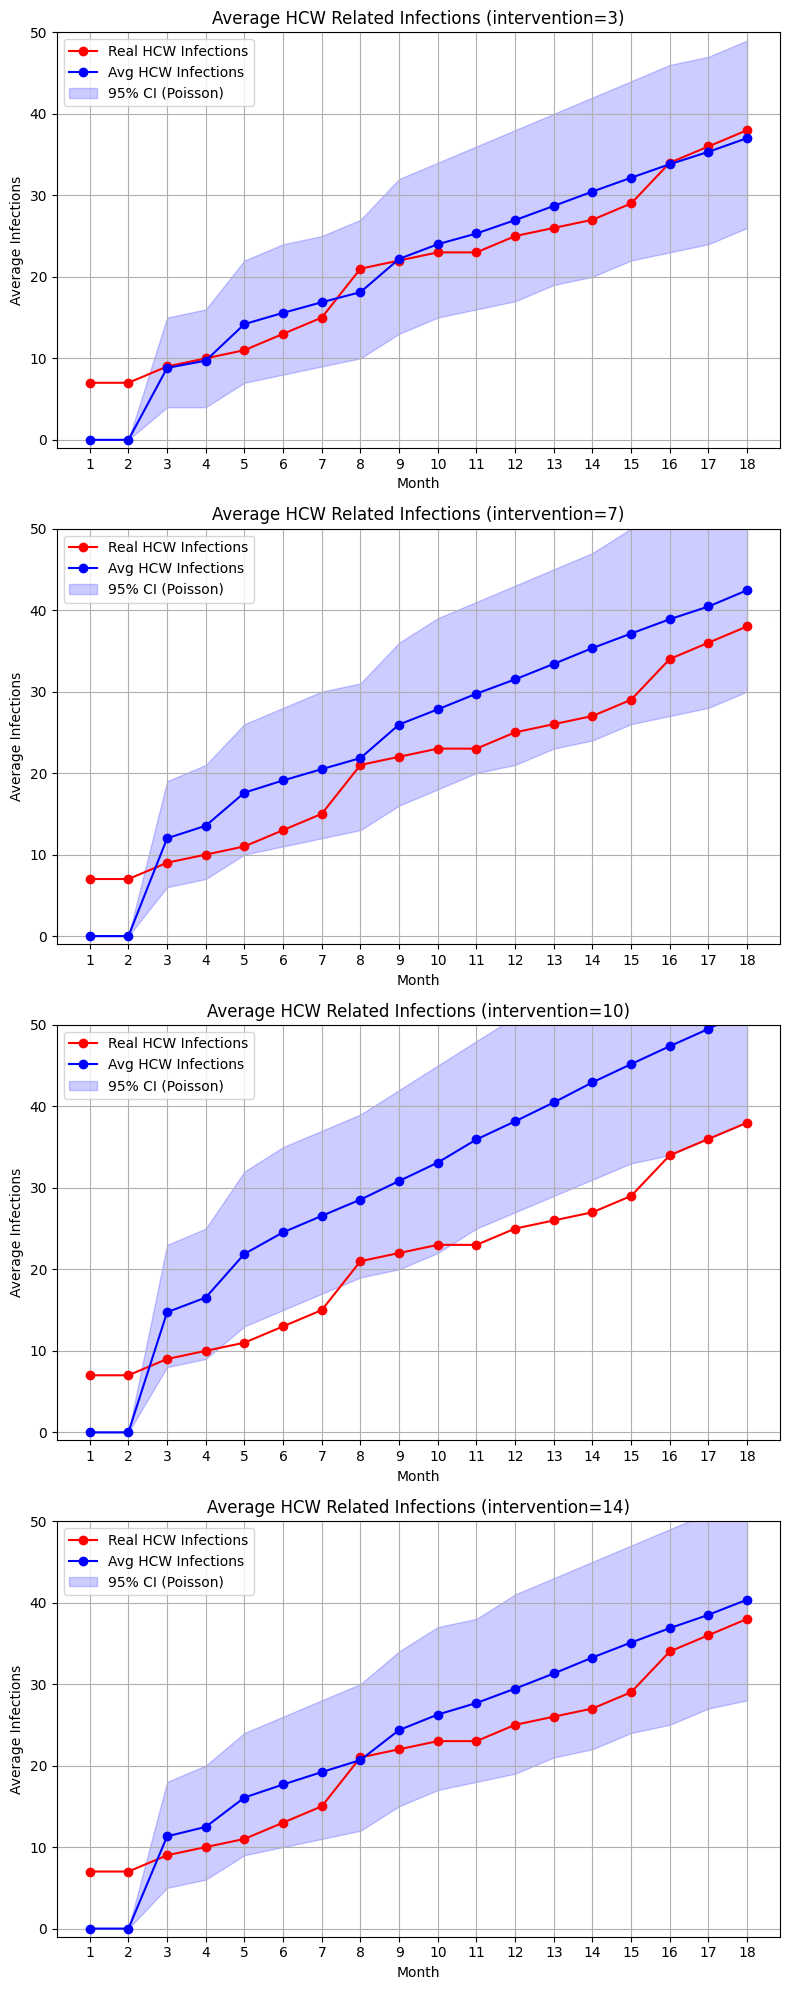 Average HCW Related Infections (intervention=3)
Real HCW Infections
Avg HCW Infections
95% CI (Poisson)
Average Infections
50
40
30
20
10
0
1 2 3 4 5 6 7 8 9 10 11 12 13 14 15 16 17 18
Month
Average HCW Related Infections (intervention=7)
Real HCW Infections
Avg HCW Infections
95% CI (Poisson)
Average Infections
50
40
30
20
10
0
1 2 3 4 5 6 7 8 9 10 11 12 13 14 15 16 17 18
Month
Average HCW Related Infections (intervention=10)
Real HCW Infections
Avg HCW Infections
95% CI (Poisson)
Average Infections
50
40
30
20
10
0
1 2 3 4 5 6 7 8 9 10 11 12 13 14 15 16 17 18
Month
Average HCW Related Infections (intervention=14)
Real HCW Infections
Avg HCW Infections
95% CI (Poisson)
Average Infections
50
40
30
20
10
0
1 2 3 4 5 6 7 8 9 10 11 12 13 14 15 16 17 18
Month